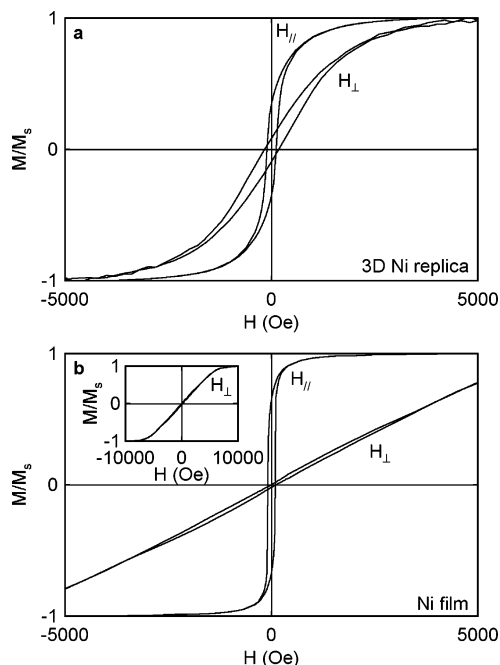 a
H//
H⊥
M/Ms
1
0
-1
3D Ni replica
-5000 0 5000
H (Oe)
b
H//
H⊥
M/Ms
1
0
-1
-10000 0 10000
H (Oe)
H⊥
M/Ms
1
0
-1
Ni film
-5000 0 5000
H (Oe)